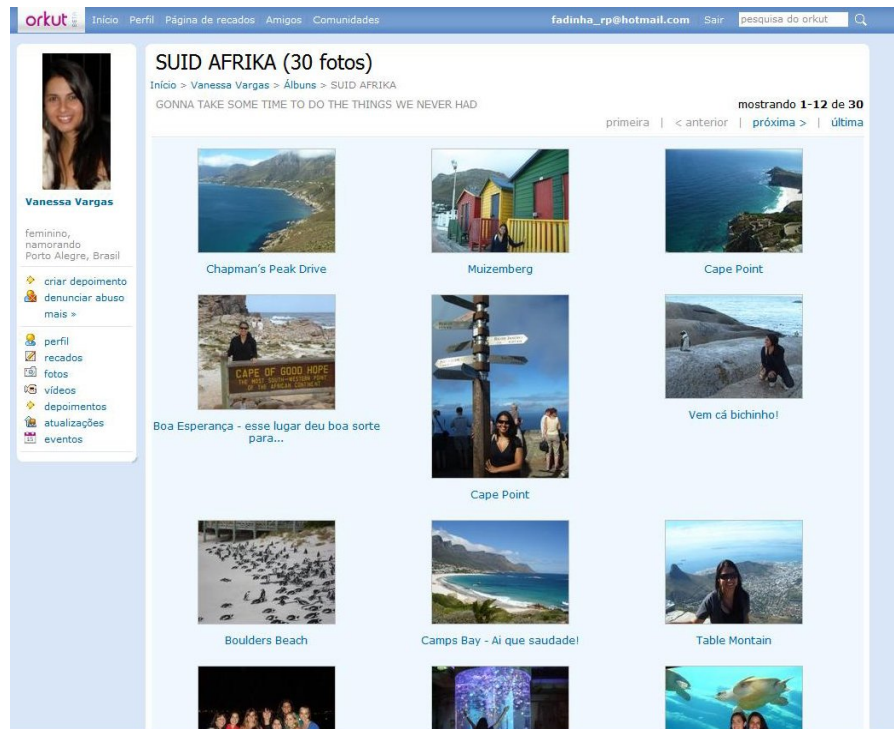 orkut BETA Início Perfil Página de recados Amigos Comunidades fadinha_rp@hotmail.com Sair pesquisa do orkut
SUID AFRIKA (30 fotos)
Início > Vanessa Vargas > Álbuns > SUID AFRIKA
GONNA TAKE SOME TIME TO DO THE THINGS WE NEVER HAD
mostrando 1-12 de 30
primeira | < anterior | próxima > | última
Vanessa Vargas
feminino,
namorando
Porto Alegre, Brasil
criar depoimento
denunciar abuso
mais »
perfil
recados
fotos
vídeos
depoimentos
atualizações
eventos
Chapman's Peak Drive
Muizemberg
Cape Point
CAPE OF GOOD HOPE
THE MOST SOUTH-WESTERN POINT
OF THE AFRICAN CONTINENT
Boa Esperança - esse lugar deu boa sorte
para...
Cape Point
Vem cá bichinho!
Boulders Beach
Camps Bay - Ai que saudade!
Table Montain